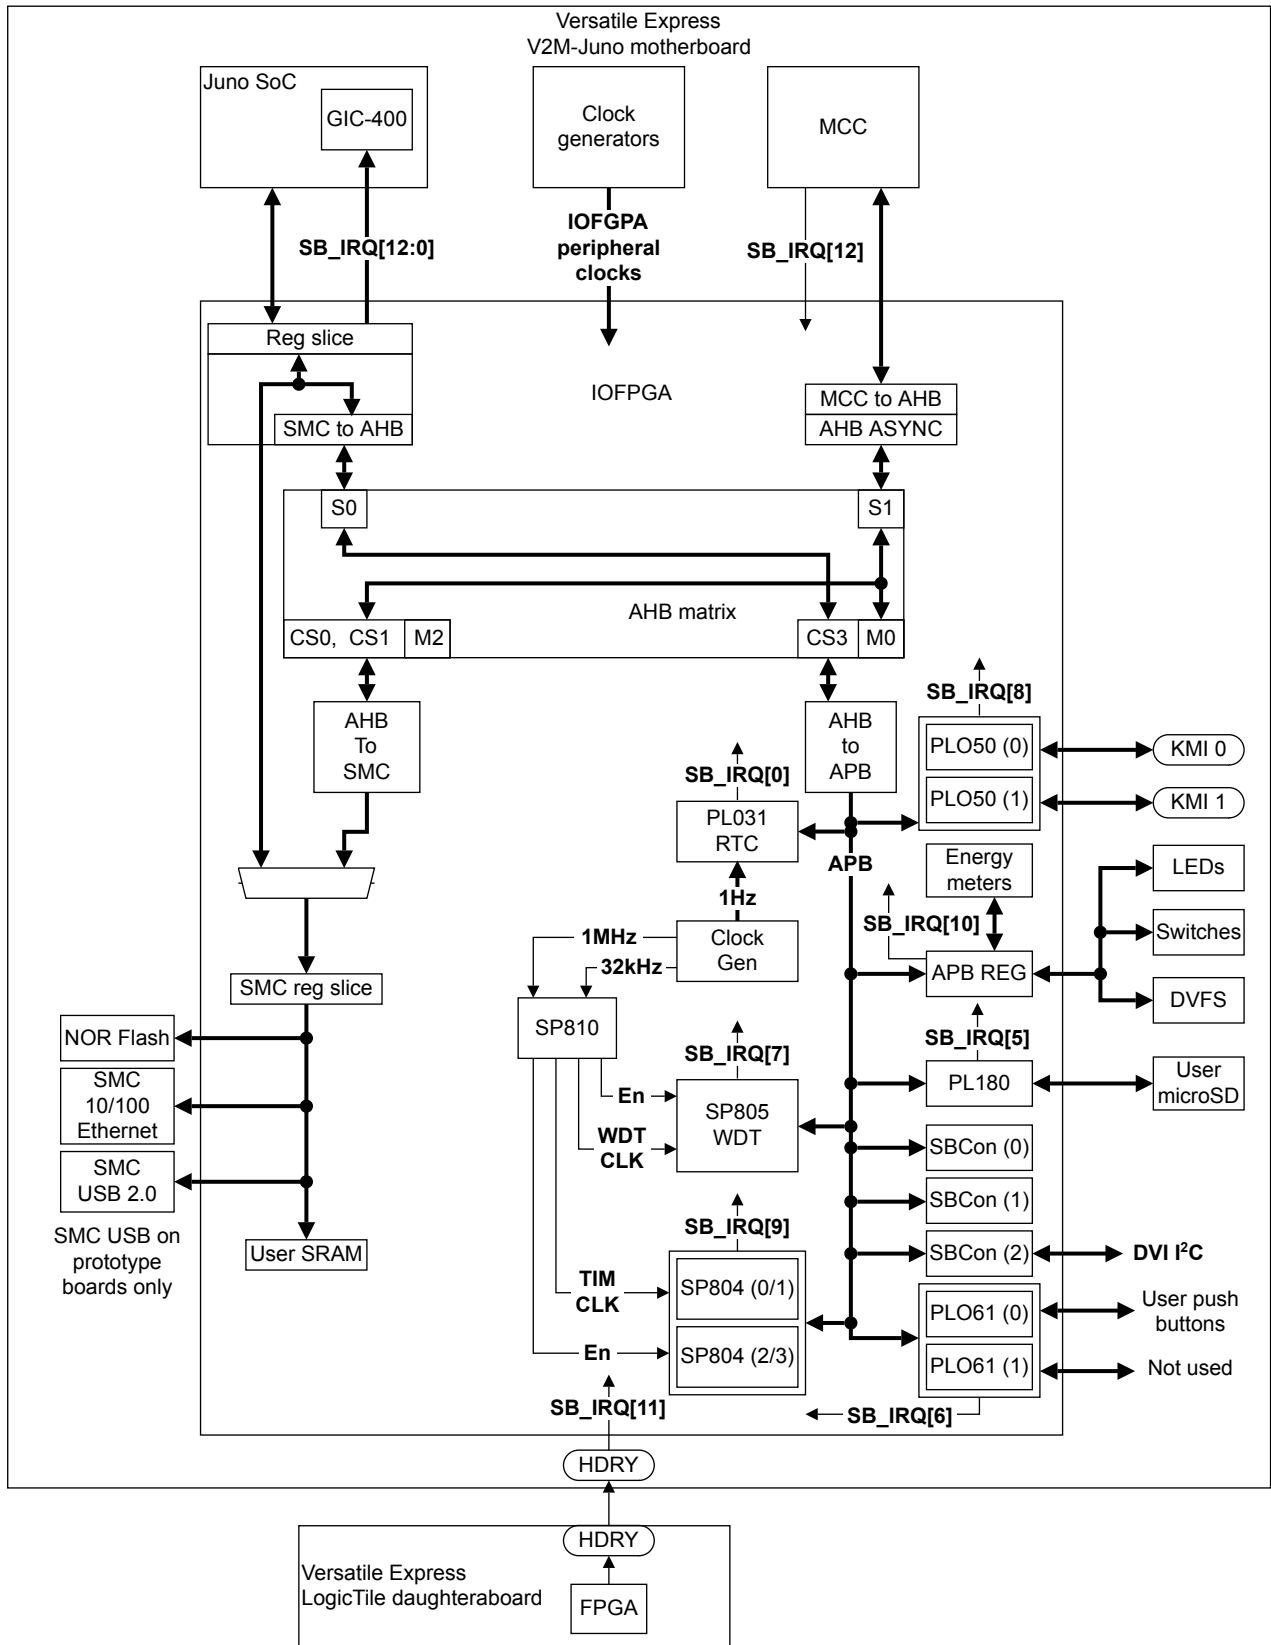 Versatile Express
V2M-Juno motherboard
Juno SoC
GIC-400
Clock
generators
MCC
SB_IRQ[12:0]
IOFGPA
peripheral
clocks
SB_IRQ[12]
Reg slice
IOFPGA
SMC to AHB
MCC to AHB
AHB ASYNC
S0
S1
AHB matrix
CS0, CS1
M2
CS3
M0
AHB
To
SMC
AHB
to
APB
SB_IRQ[8]
PLO50 (0)
PLO50 (1)
KMI 0
KMI 1
SB_IRQ[0]
PL031
RTC
APB
1Hz
Energy
meters
LEDs
Switches
DVFS
SB_IRQ[10]
APB REG
Clock
Gen
1MHz
32kHz
SMC reg slice
SP810
NOR Flash
SMC
10/100
Ethernet
SMC
USB 2.0
SMC USB on
prototype
boards only
User SRAM
SB_IRQ[7]
En
WDT
CLK
SP805
WDT
SB_IRQ[5]
PL180
User
microSD
SBCon (0)
SBCon (1)
SBCon (2)
DVI I²C
SB_IRQ[9]
TIM
CLK
SP804 (0/1)
En
SP804 (2/3)
PLO61 (0)
PLO61 (1)
User push
buttons
Not used
SB_IRQ[11]
SB_IRQ[6]
HDRY
HDRY
Versatile Express
LogicTile daughteraboard
FPGA